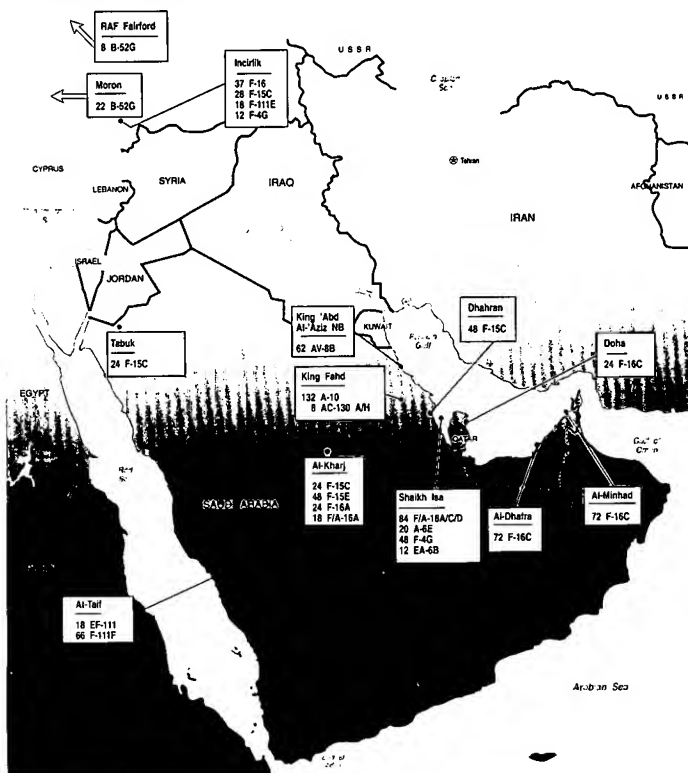 RAF Fairford
8 B-52G
Moron
22 B-52G
Incirlik
37 F-16
28 F-15C
18 F-111E
12 F-4G
USSR
USSR
CYPRUS
LEBANON
SYRIA
IRAQ
Tehran
AFGHANISTAN
IRAN
ISRAEL
JORDAN
Tabuk
24 F-15C
King 'Abd
Al-'Aziz NB
62 AV-8B
KUWAIT
Gulf
Dhahran
48 F-15C
Doha
24 F-16C
King Fahd
132 A-10
8 AC-130 A/H
EGYPT
Red
QATAR
Gulf of
SAUDI ARABIA
Al-Kharj
24 F-15C
48 F-15E
24 F-16A
18 F/A-16A
Shaikh Isa
84 F/A-18A/C/D
20 A-6E
48 F-4G
12 EA-6B
Al-Dhafra
72 F-16C
Al-Minhad
72 F-16C
Al-Taif
18 EF-111
66 F-111F
Arabian Sea